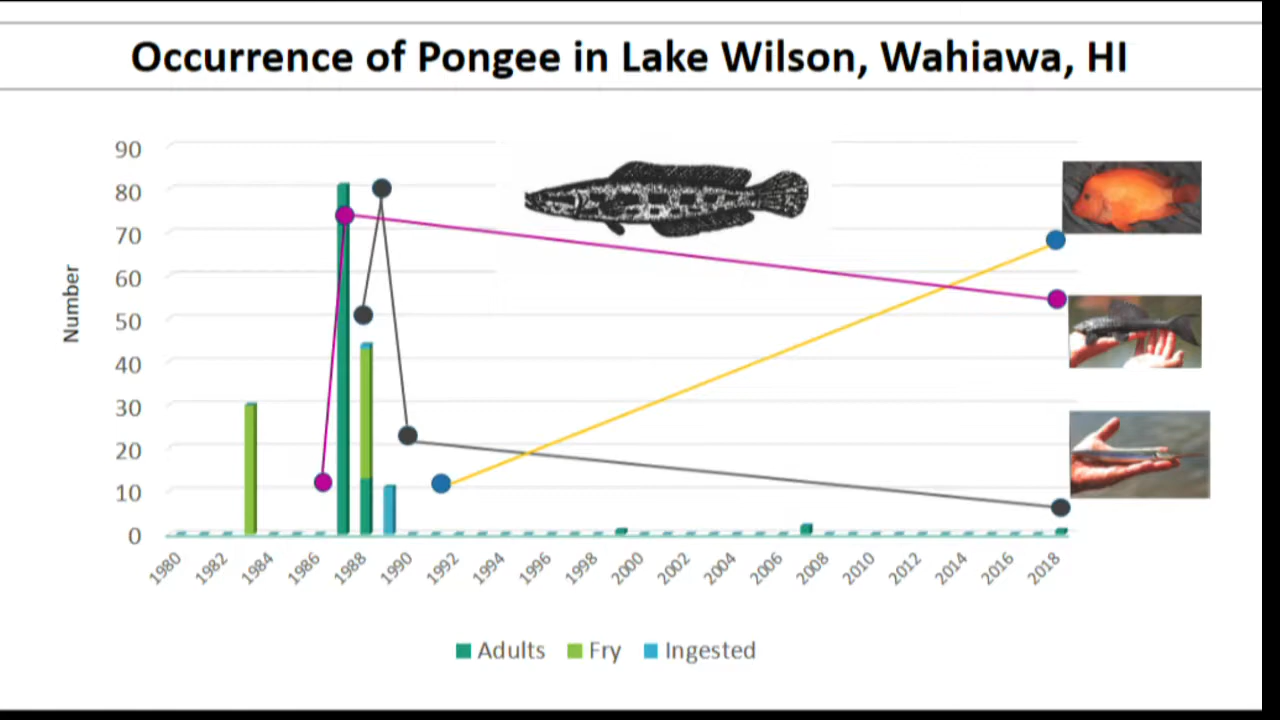 Occurrence of Pongee in Lake Wilson, Wahiawa, HI
90
80
70
60
50
40
30
20
10
0
Number
1980 1982 1984 1986 1988 1990 1992 1994 1996 1998 2000 2002 2004 2006 2008 2010 2012 2014 2016 2018
Adults Fry Ingested